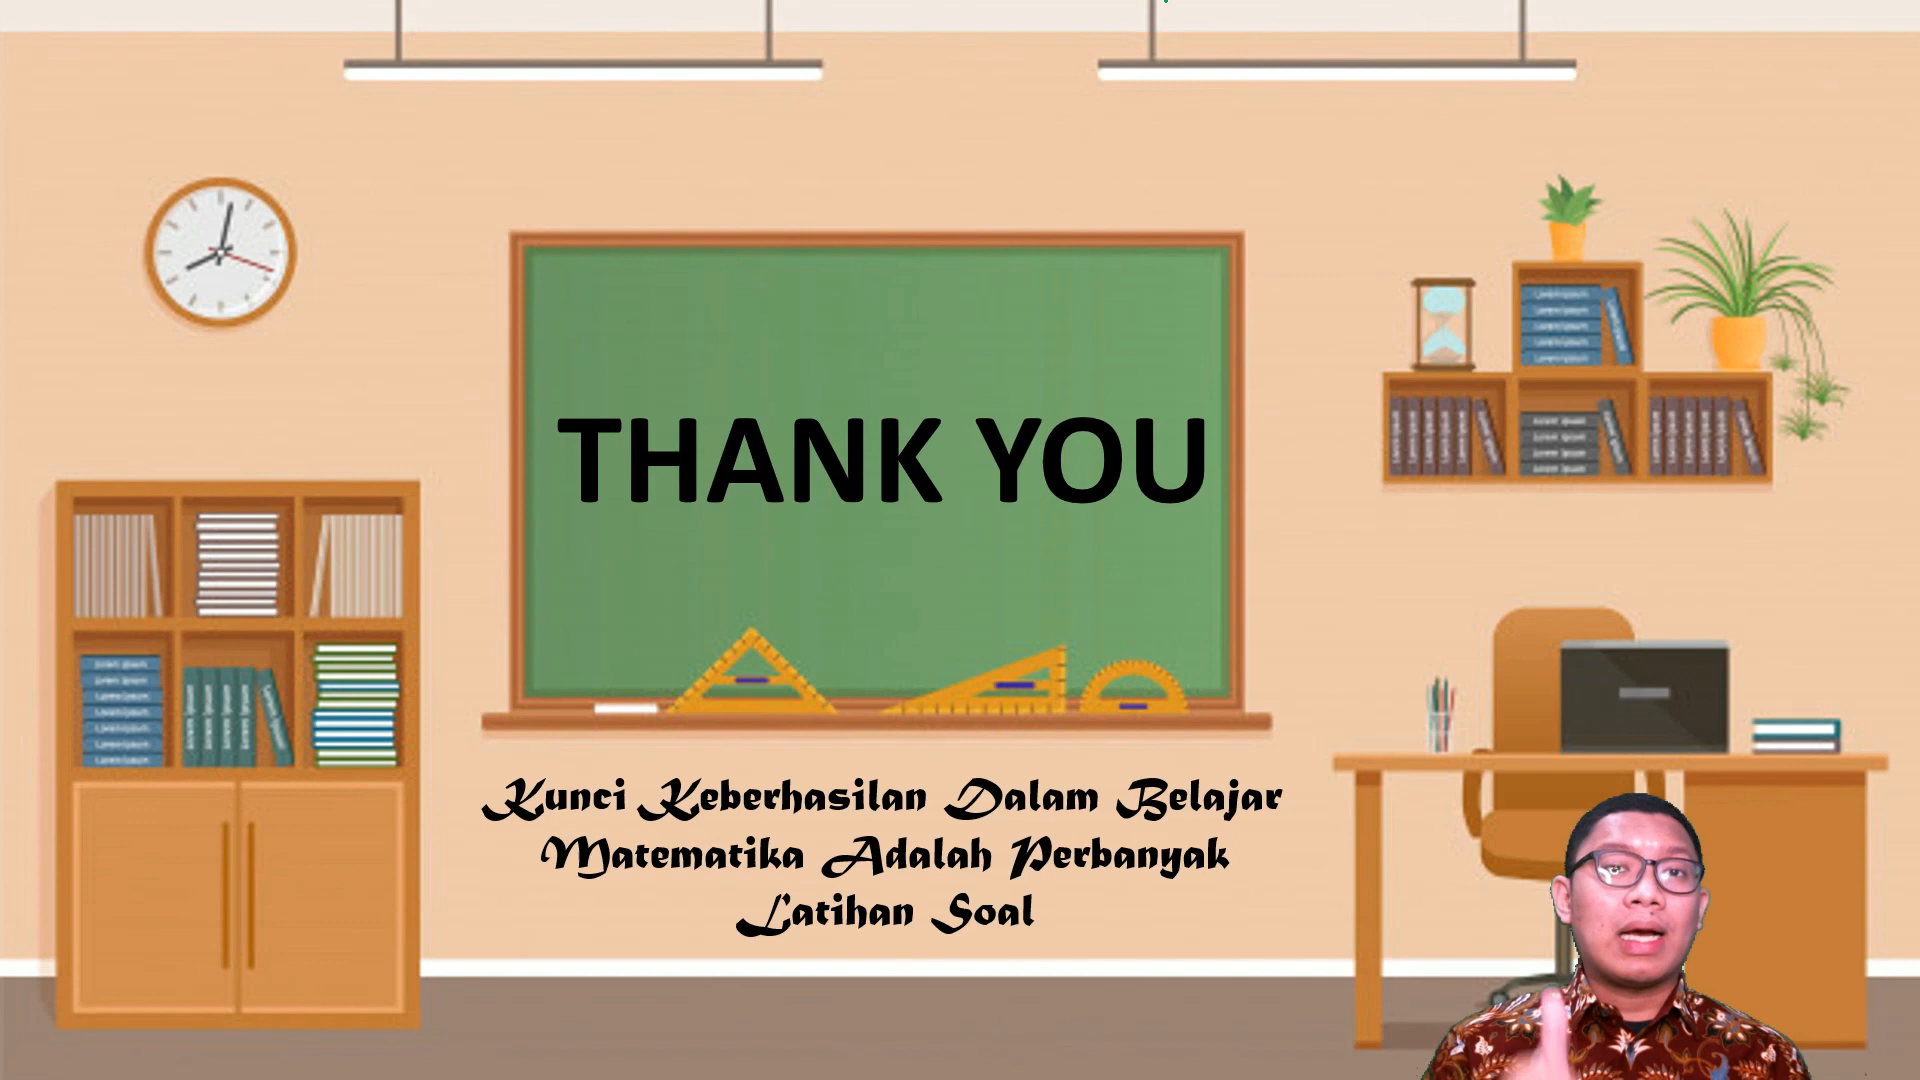 THANK YOU
Kunci Keberhasilan Dalam Belajar
Matematika Adalah Perbanyak
Latihan Soal